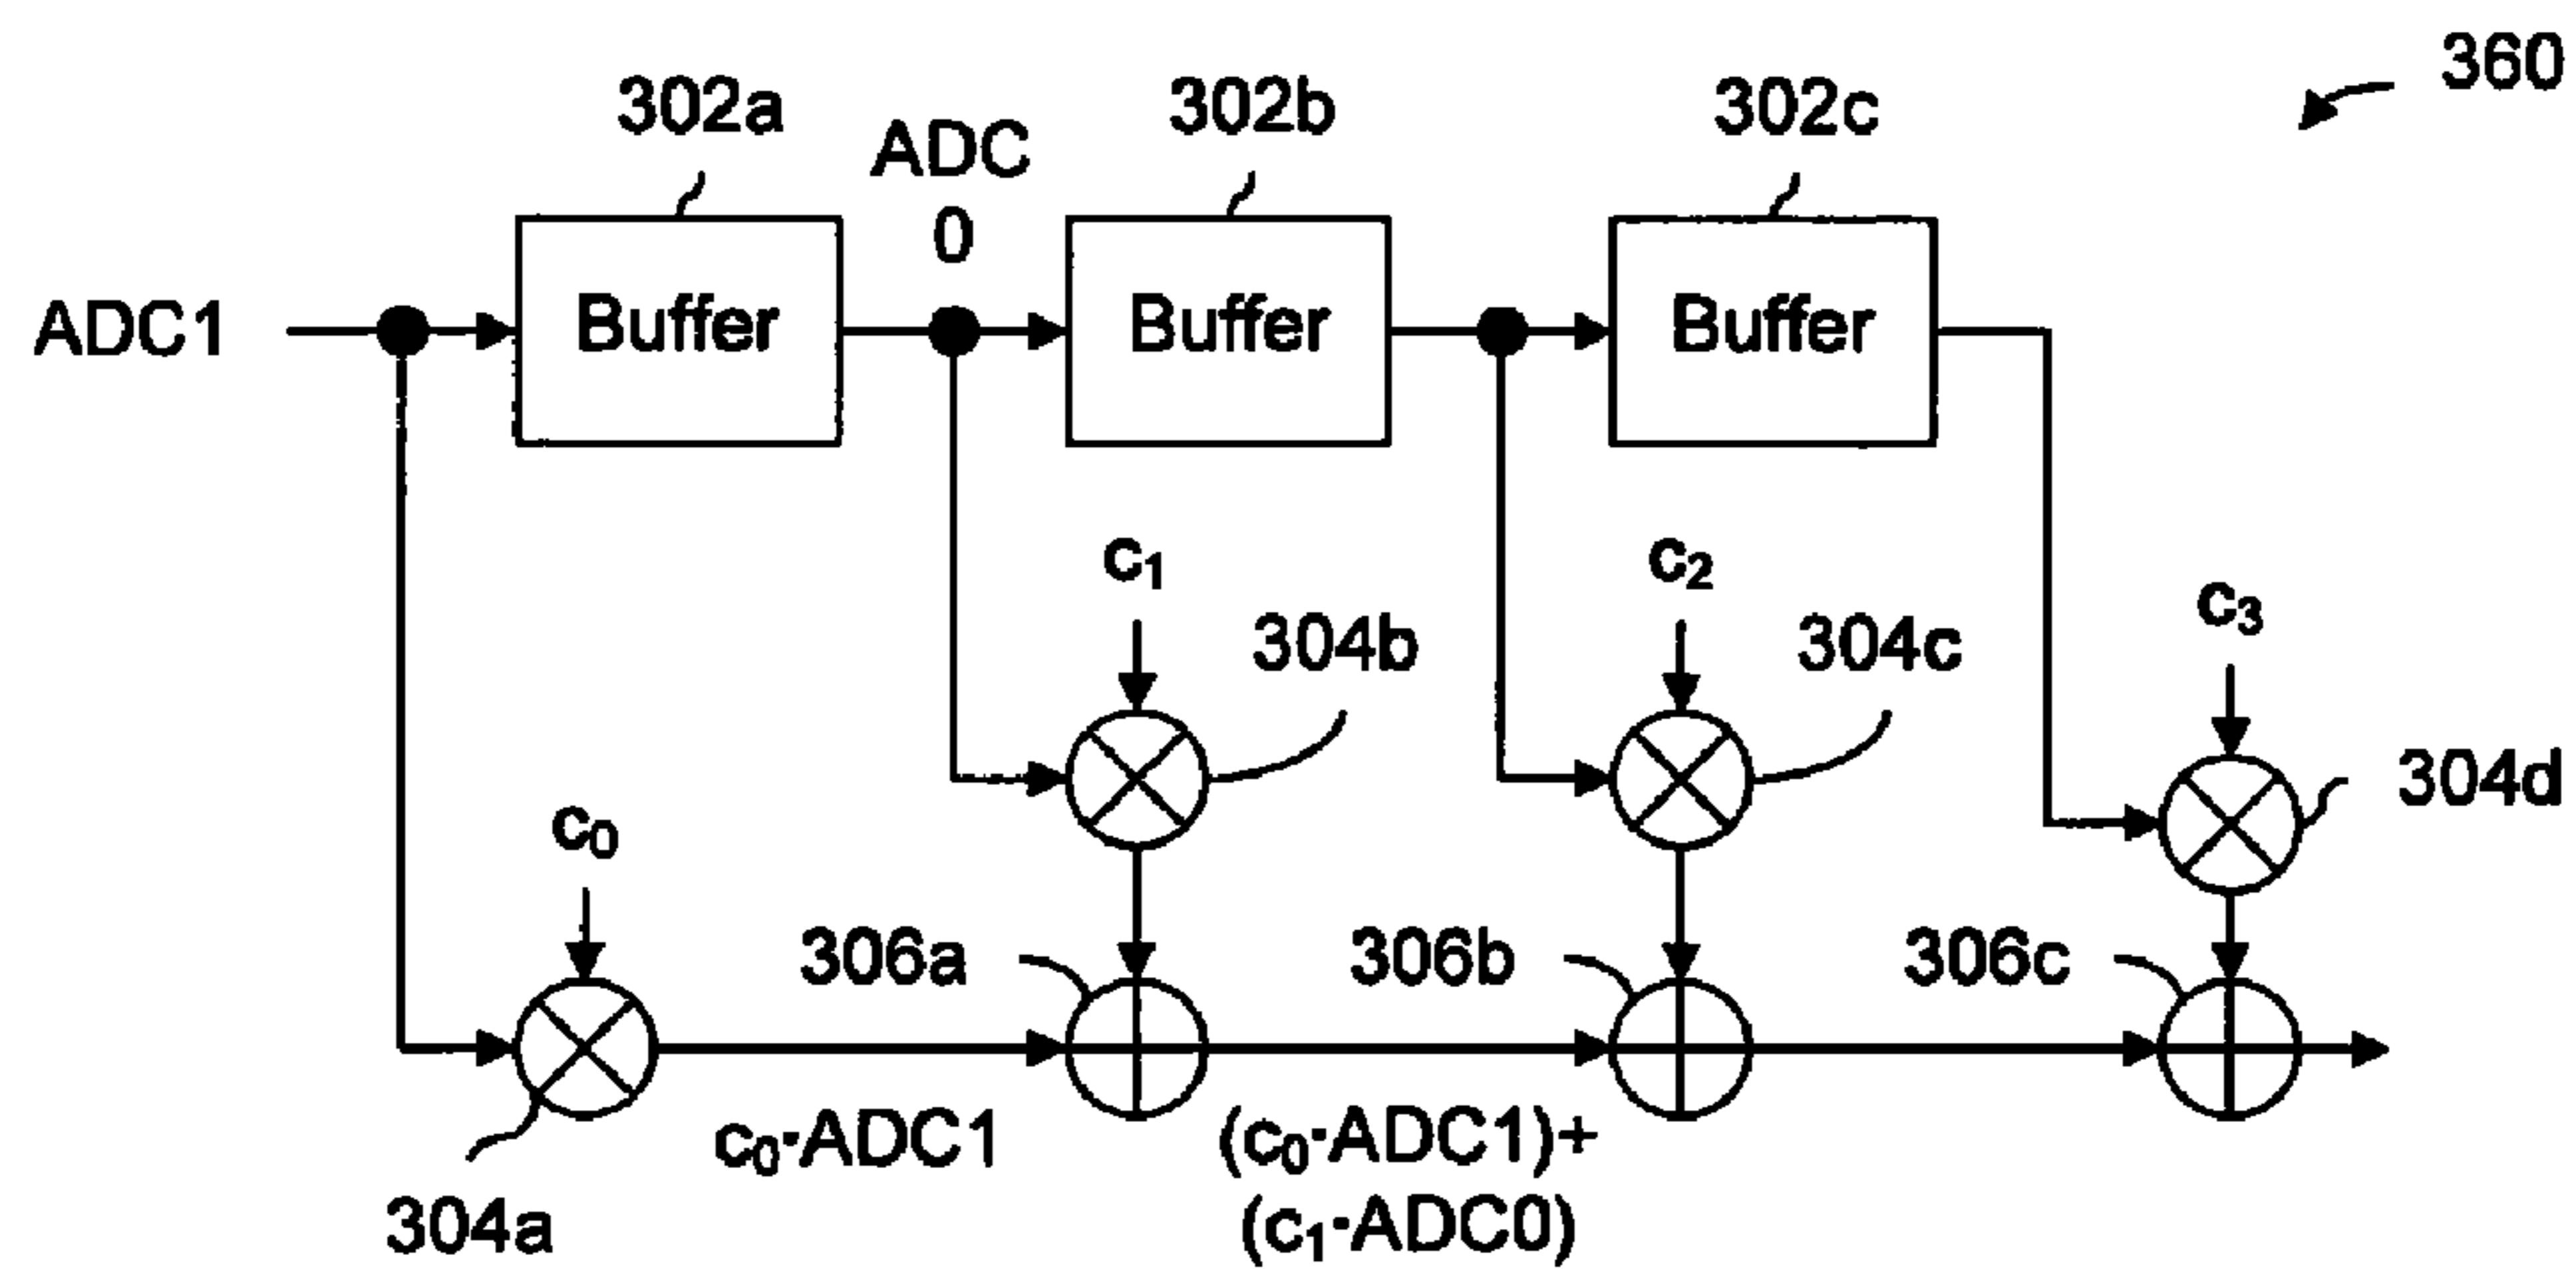 360
302a
302b
302c
ADC
0
ADC1
Buffer
Buffer
Buffer
c₁
c₂
c₃
304b
304c
304d
c₀
306a
306b
306c
c₀·ADC1
(c₀·ADC1)+
(c₁·ADC0)
304a